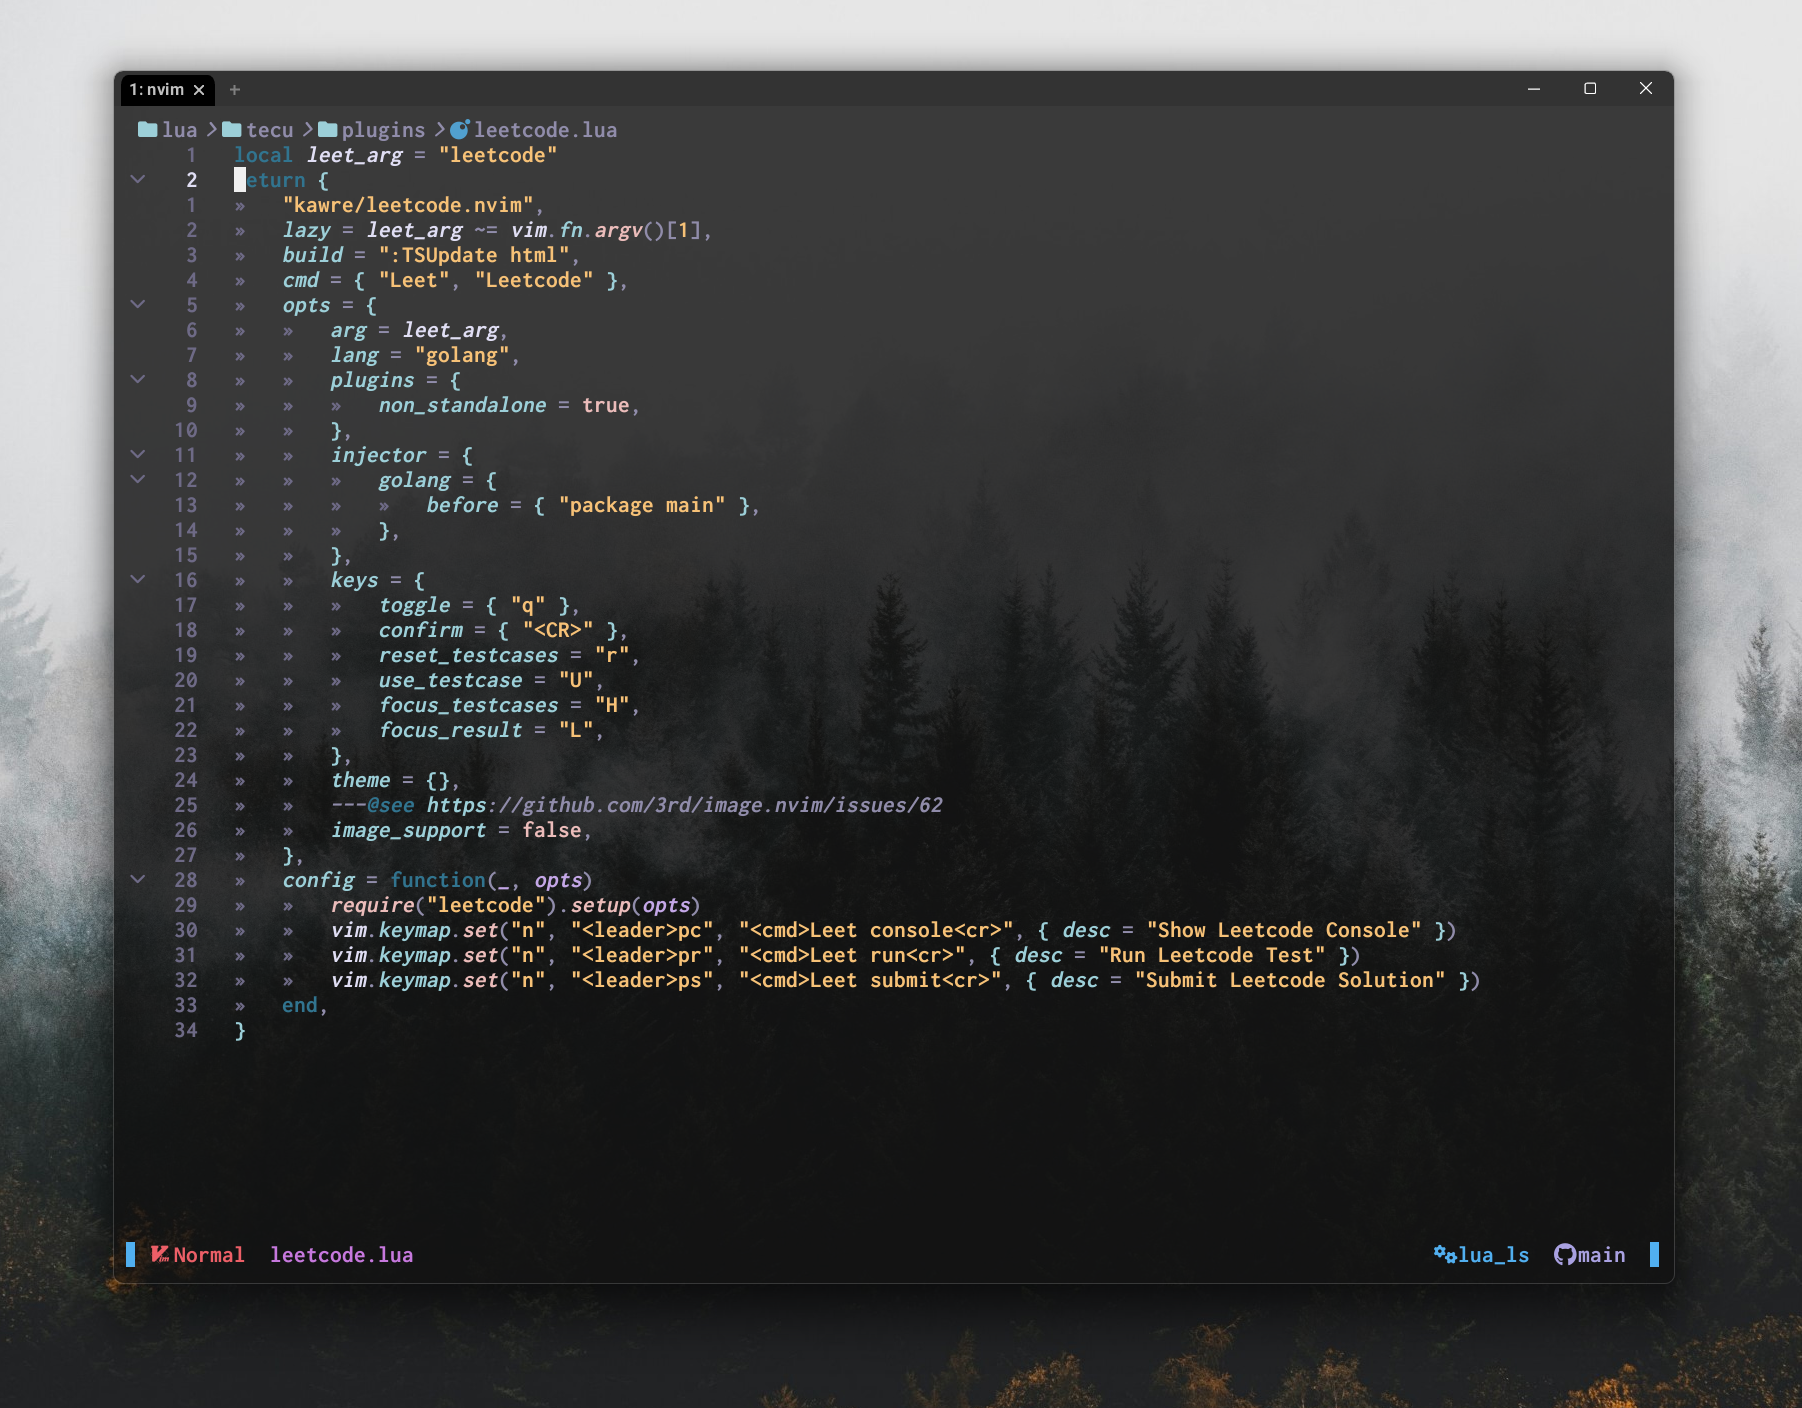 1: nvim × +
lua > tecu > plugins > leetcode.lua
1 local leet_arg = "leetcode"
2 eturn {
1 » "kawre/leetcode.nvim",
2 » lazy = leet_arg ~= vim.fn.argv()[1],
3 » build = ":TSUpdate html",
4 » cmd = { "Leet", "Leetcode" },
5 » opts = {
6 » » arg = leet_arg,
7 » » lang = "golang",
8 » » plugins = {
9 » » » non_standalone = true,
10 » » },
11 » » injector = {
12 » » » golang = {
13 » » » » before = { "package main" },
14 » » » },
15 » » },
16 » » keys = {
17 » » » toggle = { "q" },
18 » » » confirm = { "<CR>" },
19 » » » reset_testcases = "r",
20 » » » use_testcase = "U",
21 » » » focus_testcases = "H",
22 » » » focus_result = "L",
23 » » },
24 » » theme = {},
25 » » ---@see https://github.com/3rd/image.nvim/issues/62
26 » » image_support = false,
27 » },
28 » config = function(_, opts)
29 » » require("leetcode").setup(opts)
30 » » vim.keymap.set("n", "<leader>pc", "<cmd>Leet console<cr>", { desc = "Show Leetcode Console" })
31 » » vim.keymap.set("n", "<leader>pr", "<cmd>Leet run<cr>", { desc = "Run Leetcode Test" })
32 » » vim.keymap.set("n", "<leader>ps", "<cmd>Leet submit<cr>", { desc = "Submit Leetcode Solution" })
33 » end,
34 }
Normal leetcode.lua lua_ls main